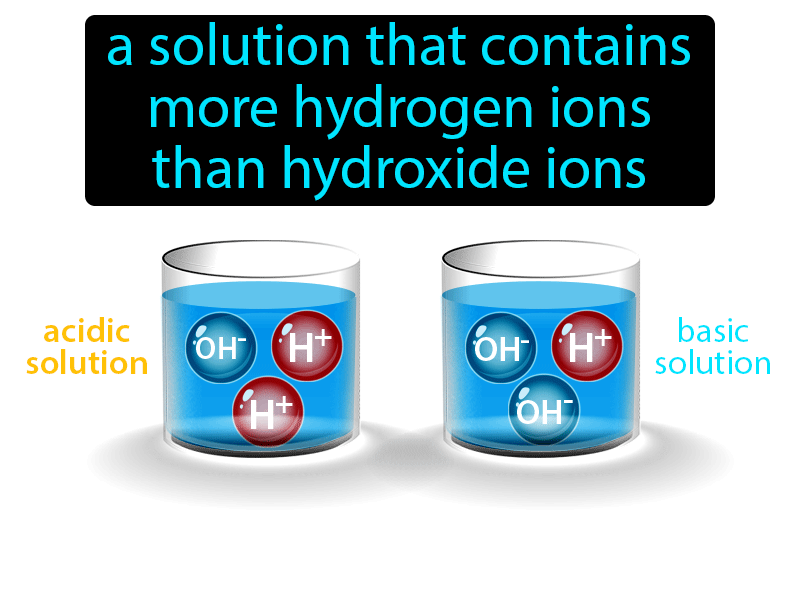 a solution that contains
more hydrogen ions
than hydroxide ions
acidic
solution
OH⁻
H⁺
H⁺
OH⁻
H⁺
OH⁻
basic
solution